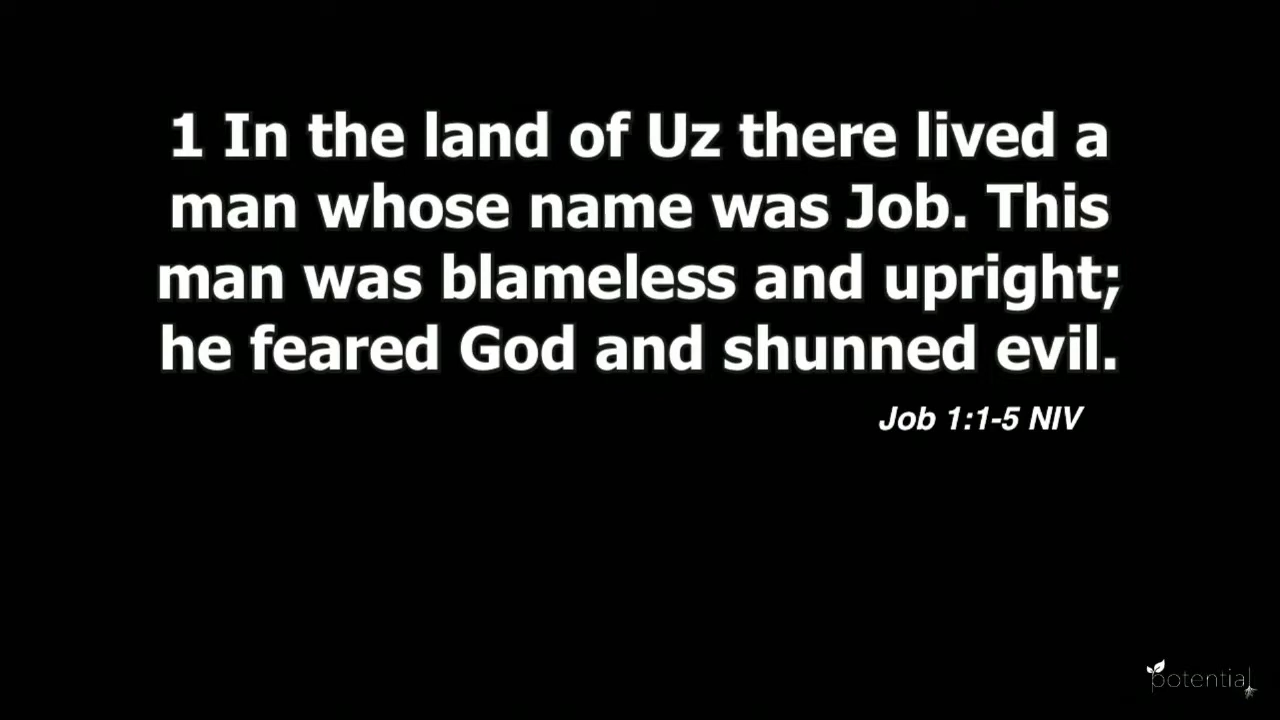 1 In the land of Uz there lived a
man whose name was Job. This
man was blameless and upright;
he feared God and shunned evil.
Job 1:1-5 NIV
potential